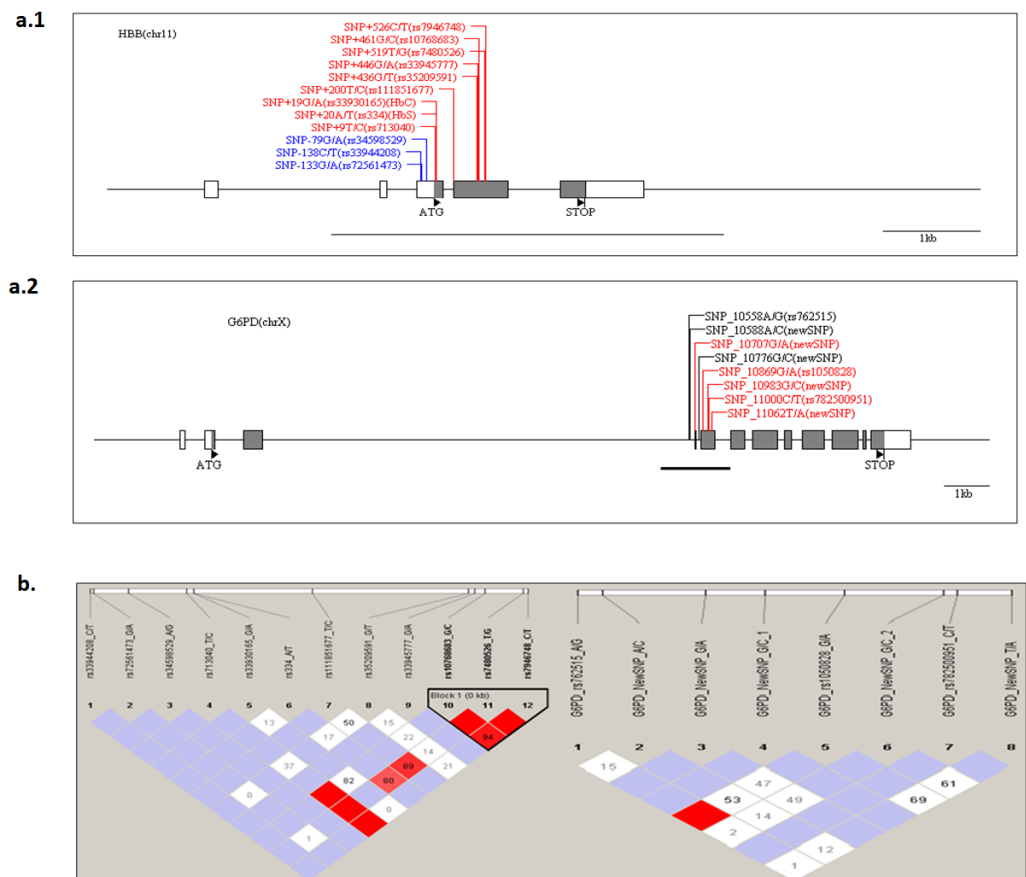 a.1
HBB(chr11)
SNP+526C/T(rs7946748)
SNP+461G/C(rs10768683)
SNP+519T/G(rs7480526)
SNP+446G/A(rs33945777)
SNP+436G/T(rs35209591)
SNP+200T/C(rs111851677)
SNP+19G/A(rs33930165)(HbC)
SNP+20A/T(rs334)(HbS)
SNP+9T/C(rs713040)
SNP-79G/A(rs34598529)
SNP-138C/T(rs33944208)
SNP-133G/A(rs72561473)
ATG
STOP
1kb
a.2
G6PD(chrX)
SNP_10558A/G(rs762515)
SNP_10588A/C(newSNP)
SNP_10707G/A(newSNP)
SNP_10776G/C(newSNP)
SNP_10869G/A(rs1050828)
SNP_10983G/C(newSNP)
SNP_11000C/T(rs782500951)
SNP_11062T/A(newSNP)
ATG
STOP
1kb
b.
rs33944208_C/T
rs72561473_G/A
rs34598529_A/G
rs713040_T/C
rs33930165_G/A
rs334_A/T
rs111851677_T/C
rs35209591_G/T
rs33945777_G/A
rs10768683_G/C
rs7480526_T/G
rs7946748_C/T
Block 1 (0 kb)
1 2 3 4 5 6 7 8 9 10 11 12
13 50 15
17 22 94
14
37 89 21
82 80
0
0
1
G6PD_rs762515_A/G
G6PD_NewSNP_A/C
G6PD_NewSNP_G/A
G6PD_NewSNP_G/C_1
G6PD_rs1050828_G/A
G6PD_NewSNP_G/C_2
G6PD_rs782500951_C/T
G6PD_NewSNP_T/A
1 2 3 4 5 6 7 8
15
47 61
53 49 69
14
2
12
1